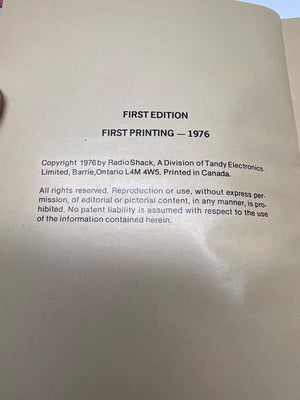 FIRST EDITION
FIRST PRINTING — 1976
Copyright 1976 by Radio Shack, A Division of Tandy Electronics
Limited, Barrie, Ontario L4M 4W5. Printed in Canada.
All rights reserved. Reproduction or use, without express per-
mission, of editorial or pictorial content, in any manner, is pro-
hibited. No patent liability is assumed with respect to the use
of the information contained herein.